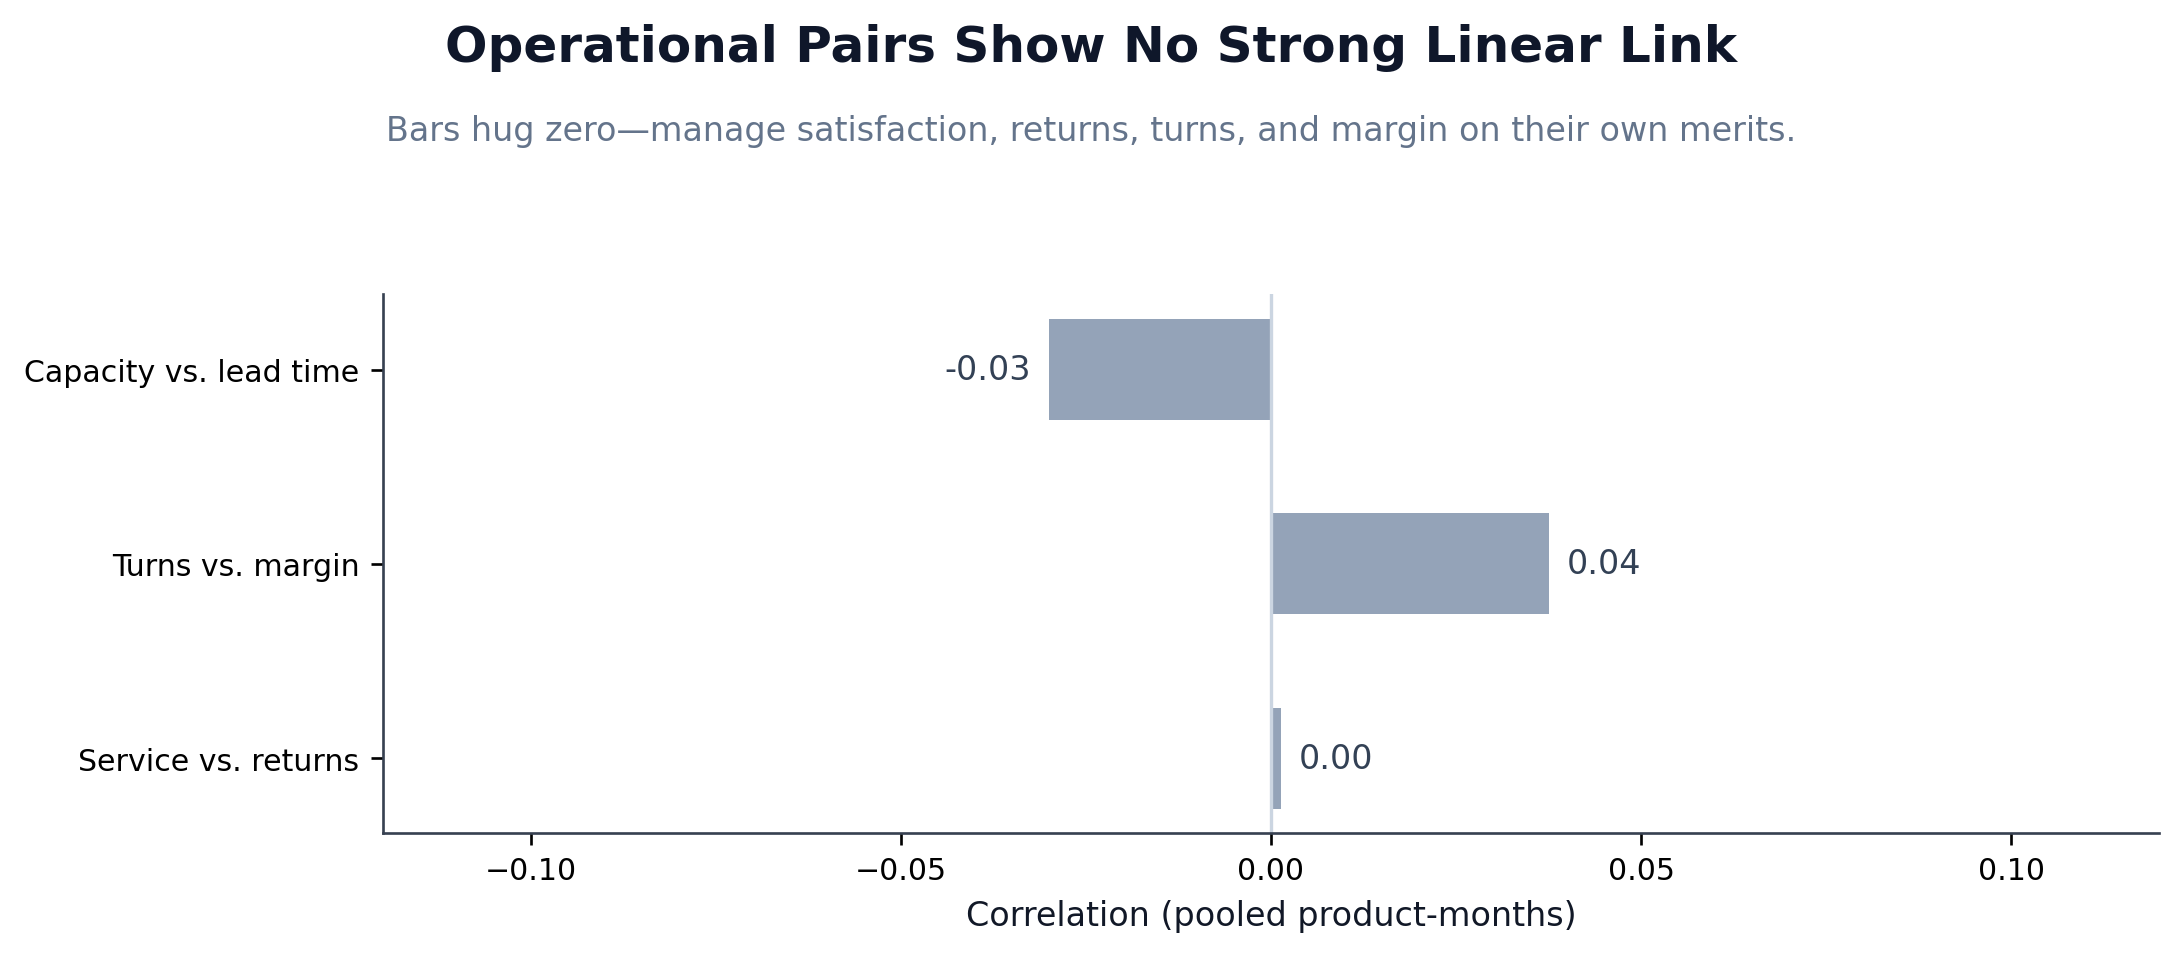 Operational Pairs Show No Strong Linear Link
Bars hug zero—manage satisfaction, returns, turns, and margin on their own merits.
Capacity vs. lead time
-0.03
Turns vs. margin
0.04
Service vs. returns
0.00
−0.10
−0.05
0.00
0.05
0.10
Correlation (pooled product-months)